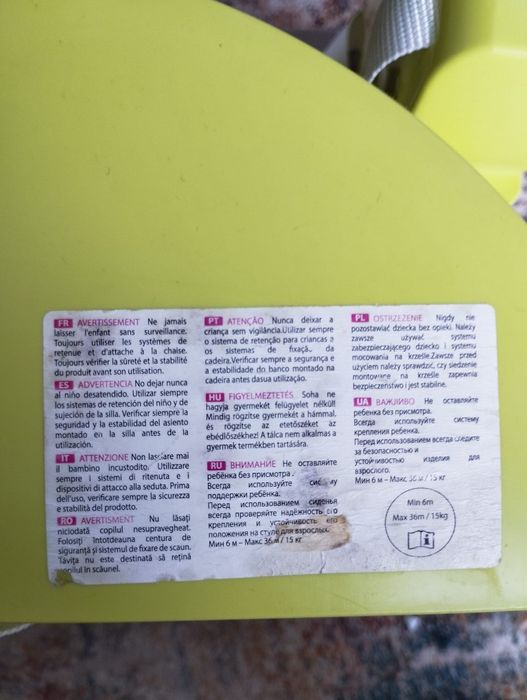 FR AVERTISSEMENT Ne jamais
laisser l'enfant sans surveillance.
Toujours utiliser les systèmes de
retenue et d'attache à la chaise.
Toujours vérifier la sûreté et la stabilité
du produit avant son utilisation.
ES ADVERTENCIA No dejar nunca
al niño desatendido. Utilizar siempre
los sistemas de retención del niño y de
sujeción de la silla. Verificar siempre la
seguridad y la estabilidad del asiento
montado en la silla antes de la
utilización.
IT ATTENZIONE Non lasciare mai
il bambino incustodito. Utilizzare
sempre i sistemi di ritenuta e i
dispositivi di attacco alla seduta. Prima
dell'uso, verificare sempre la sicurezza
e stabilità del prodotto.
RO AVERTISMENT Nu lăsați
niciodată copilul nesupravegheat.
Folosiți întotdeauna centura de
siguranță și sistemul de fixare de scaun.
Tăvița nu este destinată să rețină
copilul în scăunel.
PT ATENÇÃO Nunca deixar a
criança sem vigilância.Utilizar sempre
o sistema de retenção para crianças e
o sistemas de fixação, da
cadeira.Verificar sempre a segurança e
a estabilidade do banco montado na
cadeira antes dasua utilização.
HU FIGYELMEZTETÉS Soha ne
hagyja gyermekét felügyelet nélkül!
Mindig rögzítse gyermekét a hámmal,
és rögzítse az etetőszéket az
ebédlőszékhez! A tálca nem alkalmas a
gyermek termékben tartására.
RU ВНИМАНИЕ Не оставляйте
ребёнка без присмотра.
Всегда используйте систему
поддержки ребёнка.
Перед использованием сиденья
всегда проверяйте надёжность его
крепления и устойчивость его
положения на стуле для взрослых.
Мин 6 м – Макс 36 м / 15 кг
PL OSTRZEŻENIE Nigdy nie
pozostawiać dziecka bez opieki. Należy
zawsze używać systemu
zabezpieczającego dziecko i systemu
mocowania na krześle.Zawsze przed
użyciem należy sprawdzić, czy siedzenie
montowane na krześle zapewnia
bezpieczeństwo i jest stabilne.
UA ВАЖЛИВО Не оставляйте
ребенка без присмотра.
Всегда используйте систему
крепления ребенка.
Перед использованием всегда следите
за безопасностью и
устойчивостью изделия для
взрослого.
Мин 6 м – Макс 36 м / 15 кг
Min 6m
Max 36m / 15kg